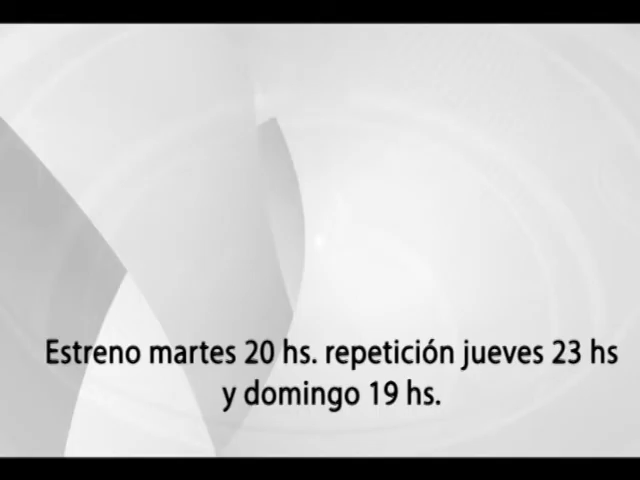 Estreno martes 20 hs. repetición jueves 23 hs
y domingo 19 hs.